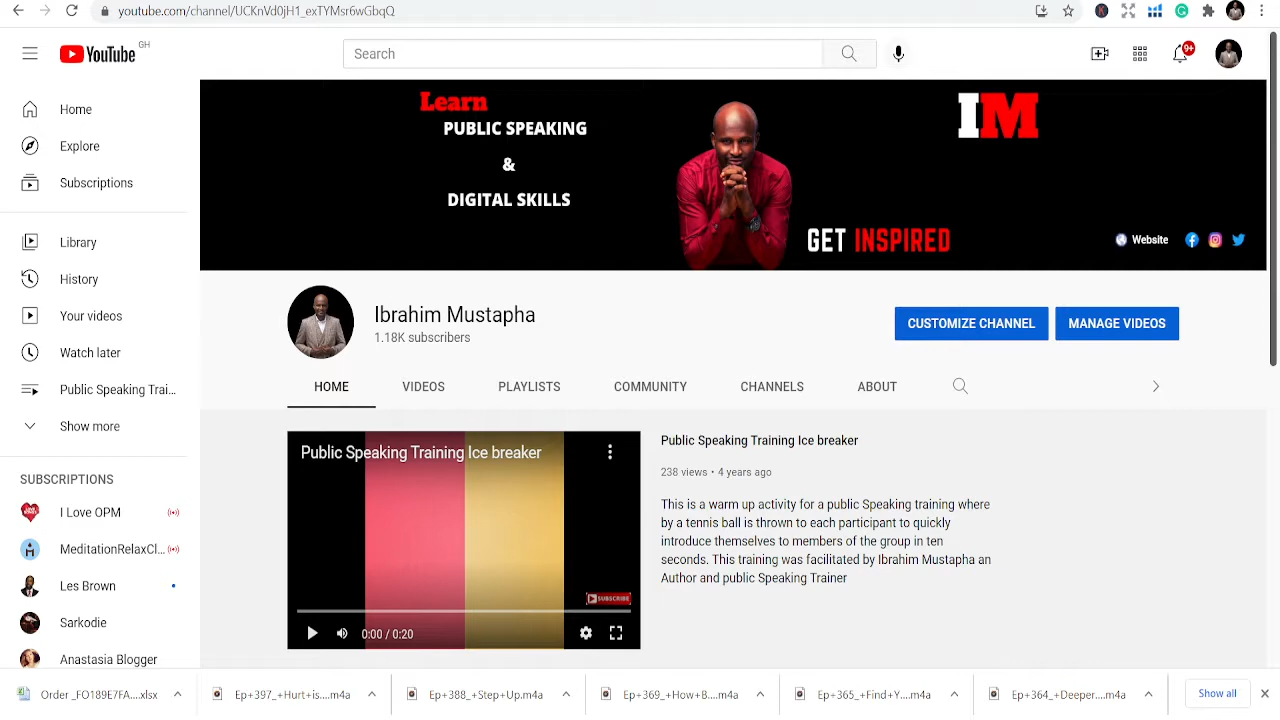 youtube.com/channel/UCKnVd0jH1_exTYMsr6wGbqQ
YouTube GH
Search
9+
Home
Explore
Subscriptions
Library
History
Your videos
Watch later
Public Speaking Trai...
Show more
SUBSCRIPTIONS
I Love OPM
MeditationRelaxCl...
Les Brown
Sarkodie
Anastasia Blogger
Learn
PUBLIC SPEAKING
&
DIGITAL SKILLS
IM
GET INSPIRED
Website
Ibrahim Mustapha
1.18K subscribers
CUSTOMIZE CHANNEL
MANAGE VIDEOS
HOME VIDEOS PLAYLISTS COMMUNITY CHANNELS ABOUT
Public Speaking Training Ice breaker
SUBSCRIBE
0:00 / 0:20
Public Speaking Training Ice breaker
238 views • 4 years ago
This is a warm up activity for a public Speaking training where
by a tennis ball is thrown to each participant to quickly
introduce themselves to members of the group in ten
seconds. This training was facilitated by Ibrahim Mustapha an
Author and public Speaking Trainer
Order _FO189E7FA....xlsx
Ep+397_+Hurt+is....m4a
Ep+388_+Step+Up.m4a
Ep+369_+How+B....m4a
Ep+365_+Find+Y....m4a
Ep+364_+Deeper....m4a
Show all